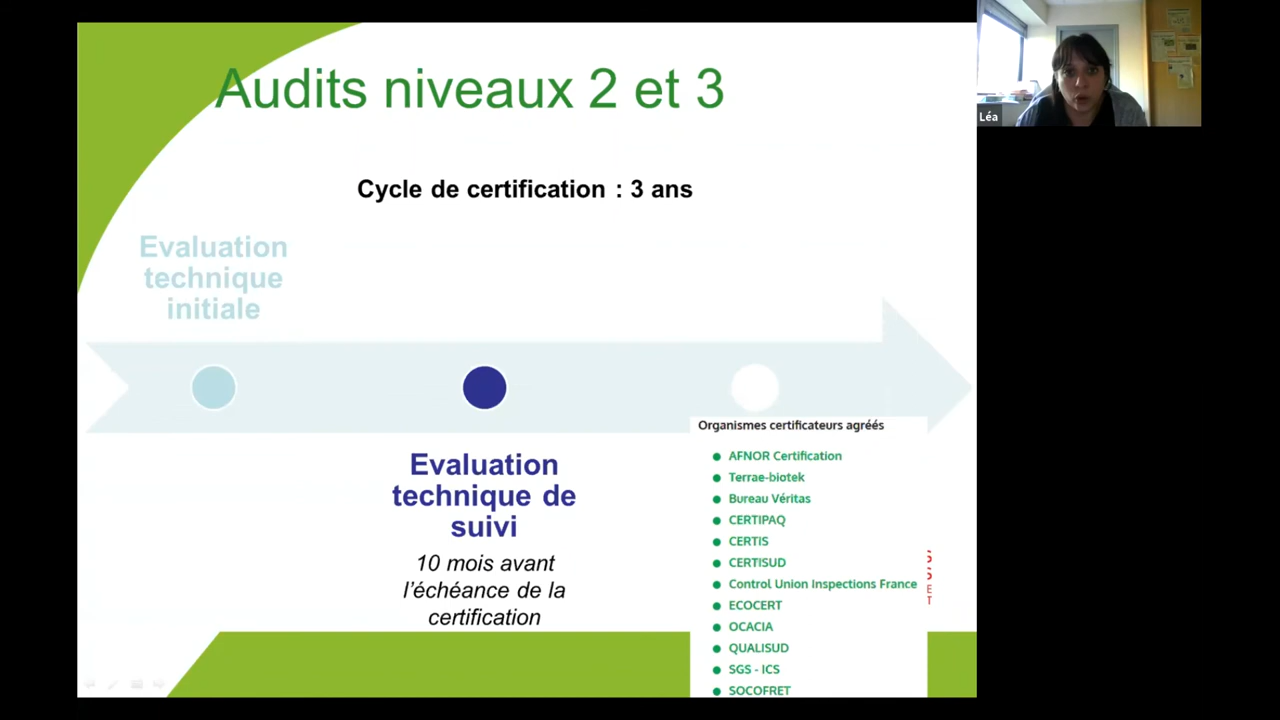 Audits niveaux 2 et 3
Léa
Cycle de certification : 3 ans
Evaluation
technique
initiale
Evaluation
technique de
suivi
10 mois avant
l’échéance de la
certification
Organismes certificateurs agréés
AFNOR Certification
Terrae-biotek
Bureau Véritas
CERTIPAQ
CERTIS
CERTISUD
Control Union Inspections France
ECOCERT
OCACIA
QUALISUD
SGS - ICS
SOCOFRET